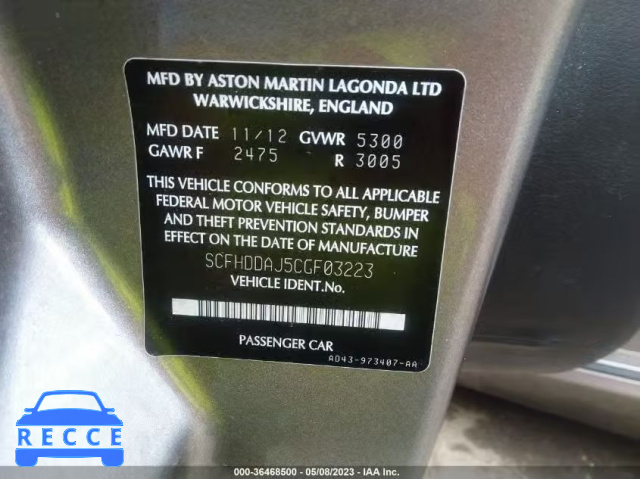 MFD BY ASTON MARTIN LAGONDA LTD
WARWICKSHIRE, ENGLAND
MFD DATE 11/12 GVWR 5300
GAWR F 2475 R 3005
THIS VEHICLE CONFORMS TO ALL APPLICABLE
FEDERAL MOTOR VEHICLE SAFETY, BUMPER
AND THEFT PREVENTION STANDARDS IN
EFFECT ON THE DATE OF MANUFACTURE
SCFHDDAJ5CGF03223
VEHICLE IDENT.No.
PASSENGER CAR
AD43-973407-AA
RECCE
000-36468500 - 05/08/2023 - IAA Inc.